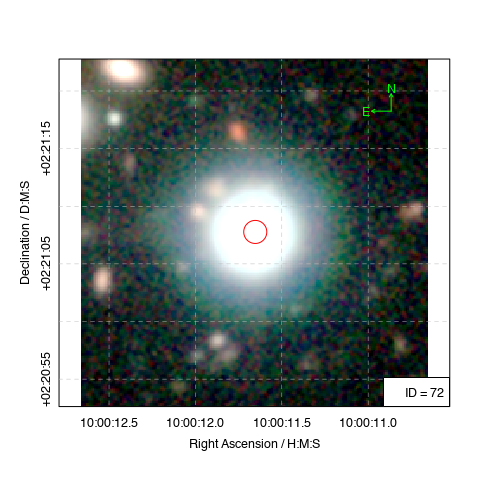 N
E
+02:21:15
+02:21:05
+02:20:55
Declination / D:M:S
ID = 72
10:00:12.5 10:00:12.0 10:00:11.5 10:00:11.0
Right Ascension / H:M:S